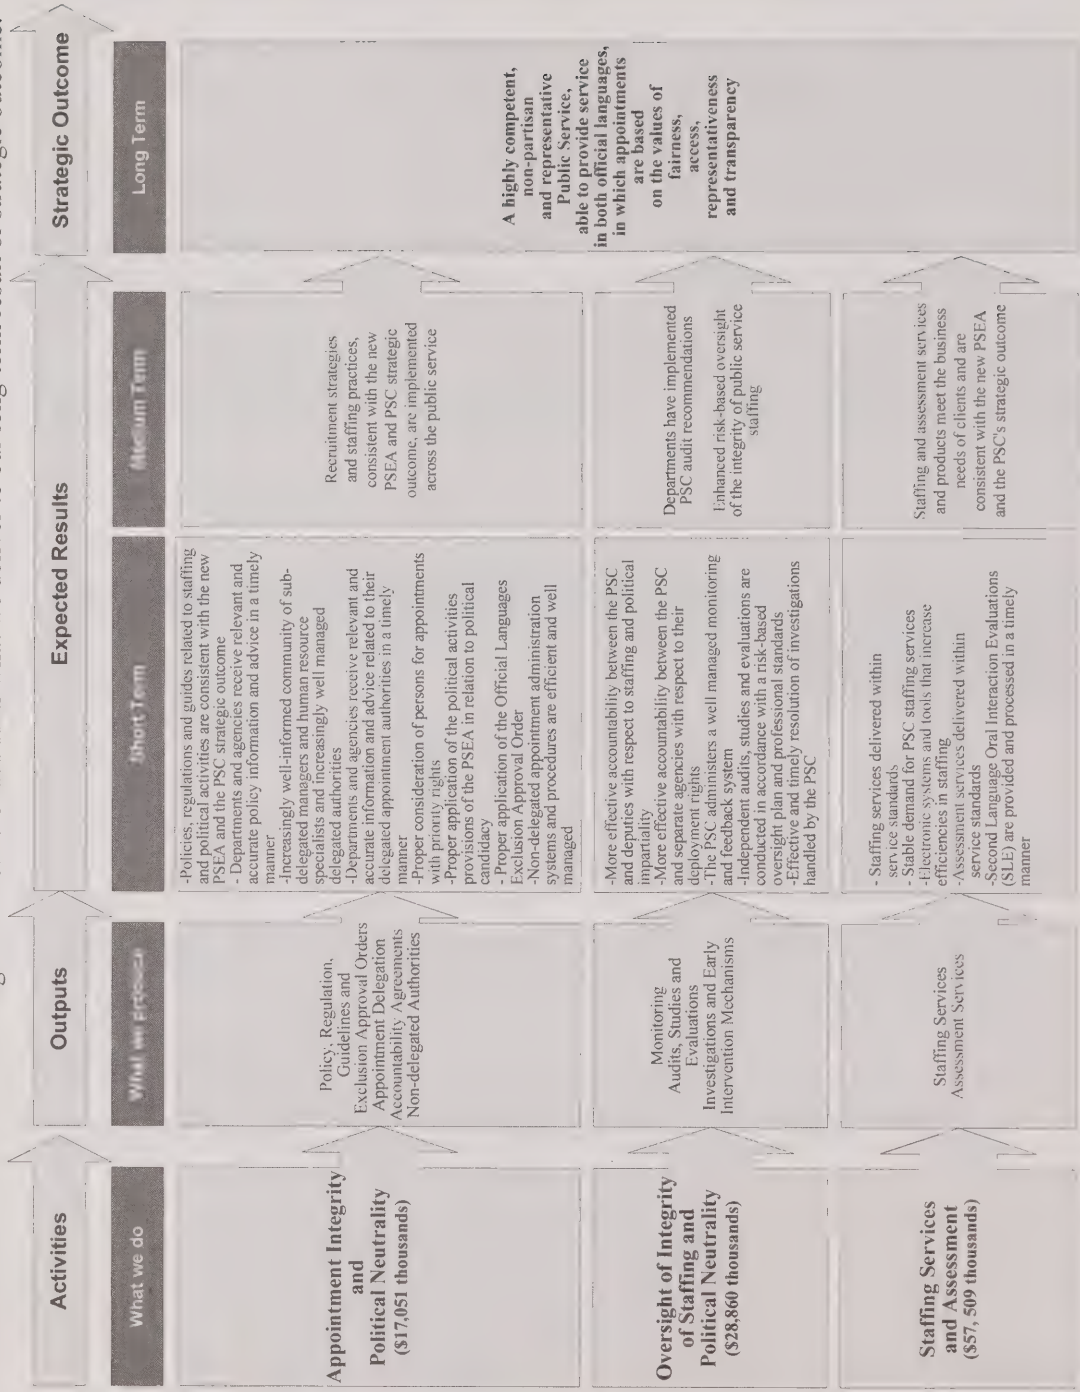 Activities
Outputs
Expected Results
Strategic Outcome
What we do
Short Term
Medium Term
Long Term
Appointment Integrity
and
Political Neutrality
($17,051 thousands)
Policy, Regulation,
Guidelines and
Exclusion Approval Orders
Appointment Delegation
Accountability Agreements
Non-delegated Authorities
-Policies, regulations and guides related to staffing
and political activities are consistent with the new
PSEA and the PSC strategic outcome
- Departments and agencies receive relevant and
accurate policy information and advice in a timely
manner
-Increasingly well-informed community of sub-
delegated managers and human resource
specialists and increasingly well managed
delegated authorities
-Departments and agencies receive relevant and
accurate information and advice related to their
delegated appointment authorities in a timely
manner
-Proper consideration of persons for appointments
with priority rights
-Proper application of the political activities
provisions of the PSEA in relation to political
candidacy
- Proper application of the Official Languages
Exclusion Approval Order
-Non-delegated appointment administration
systems and procedures are efficient and well
managed
Recruitment strategies
and staffing practices,
consistent with the new
PSEA and PSC strategic
outcome, are implemented
across the public service
Oversight of Integrity
of Staffing and
Political Neutrality
($28,860 thousands)
Monitoring
Audits, Studies and
Evaluations
Investigations and Early
Intervention Mechanisms
-More effective accountability between the PSC
and deputies with respect to staffing and political
impartiality
-More effective accountability between the PSC
and separate agencies with respect to their
deployment rights
-The PSC administers a well managed monitoring
and feedback system
-Independent audits, studies and evaluations are
conducted in accordance with a risk-based
oversight plan and professional standards
-Effective and timely resolution of investigations
handled by the PSC
Departments have implemented
PSC audit recommendations
Enhanced risk-based oversight
of the integrity of public service
staffing
Staffing Services
and Assessment
($57, 509 thousands)
Staffing Services
Assessment Services
- Staffing services delivered within
service standards
- Stable demand for PSC staffing services
-Electronic systems and tools that increase
efficiencies in staffing
-Assessment services delivered within
service standards
-Second Language Oral Interaction Evaluations
(SLE) are provided and processed in a timely
manner
Staffing and assessment services
and products meet the business
needs of clients and are
consistent with the new PSEA
and the PSC's strategic outcome
A highly competent,
non-partisan
and representative
Public Service,
able to provide service
in both official languages,
in which appointments
are based
on the values of
fairness,
access,
representativeness
and transparency